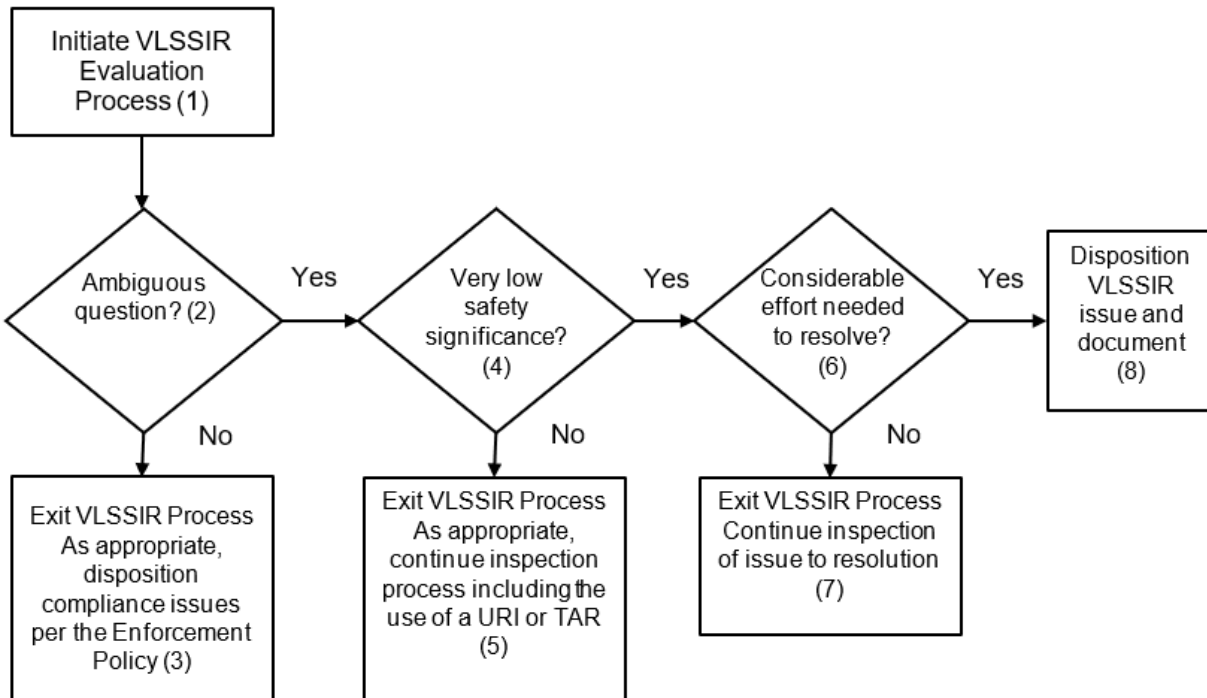 Initiate VLSSIR
Evaluation
Process (1)
Ambiguous
question? (2)
Yes
Very low
safety
significance?
(4)
Yes
Considerable
effort needed
to resolve?
(6)
Yes
Disposition
VLSSIR
issue and
document
(8)
No
No
No
Exit VLSSIR Process
As appropriate,
disposition
compliance issues
per the Enforcement
Policy (3)
Exit VLSSIR Process
As appropriate,
continue inspection
process including the
use of a URI or TAR
(5)
Exit VLSSIR Process
Continue inspection
of issue to resolution
(7)